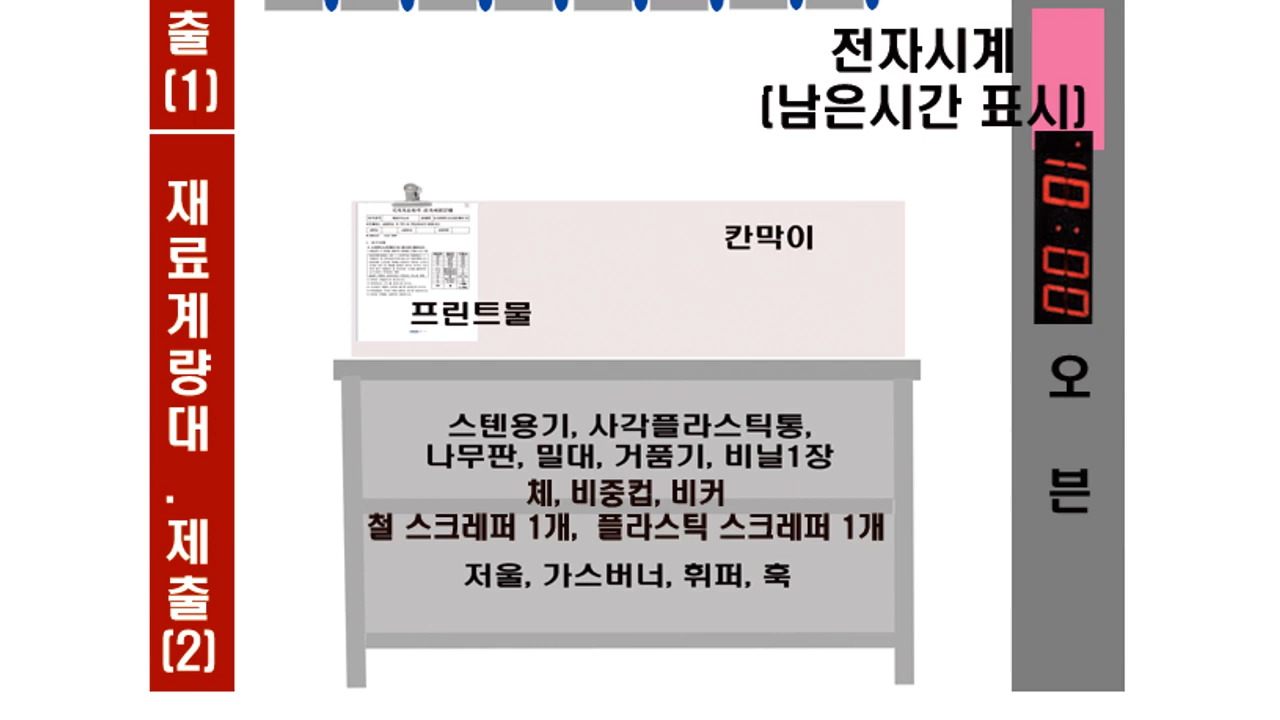 출
(1)
재
료
계
량
대
.
제
출
(2)
전자시계
(남은시간 표시)
10:00
칸막이
프린트물
스텐용기, 사각플라스틱통,
나무판, 밀대, 거품기, 비닐1장
체, 비중컵, 비커
철 스크레퍼 1개, 플라스틱 스크레퍼 1개
저울, 가스버너, 휘퍼, 훅
오
븐